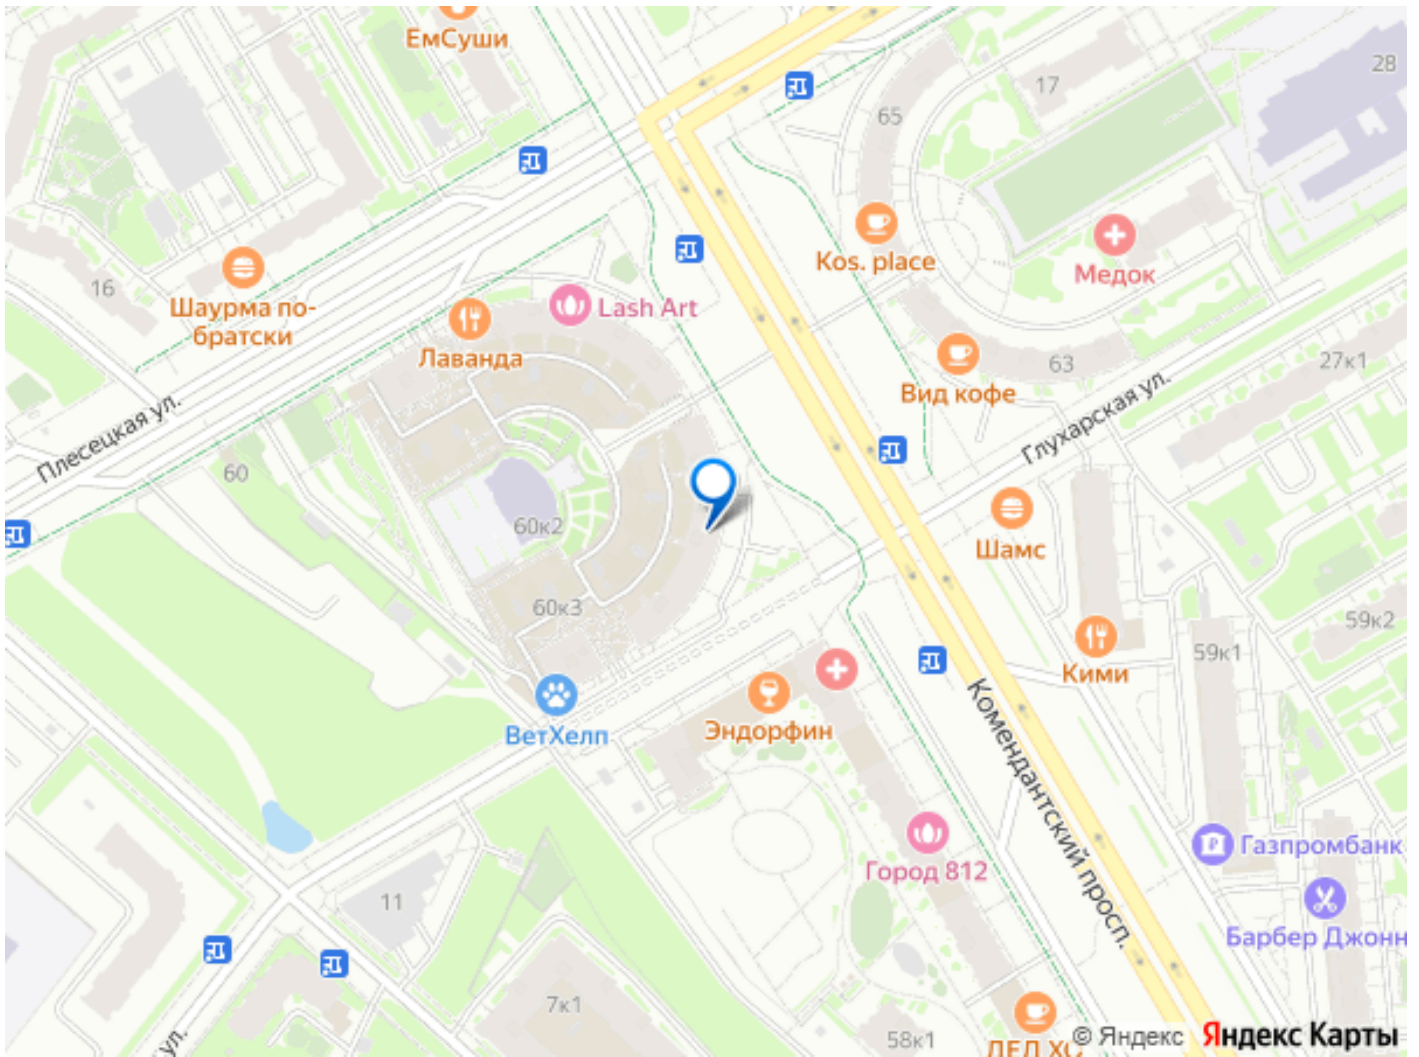 ЕмСуши
28
17
65
Kos. place
Медок
16
Шаурма по-
братски
Lash Art
Лаванда
63
27к1
Вид кофе
Плесецкая ул.
Глухарская ул.
60
60к2
Шамс
60к3
59к2
59к1
Кими
ВетХелп
Эндорфин
Комендантский просп.
Газпромбанк
Город 812
11
Барбер Джонн
7к1
ул.
58к1
ДЕД ХО
© Яндекс Яндекс Карты